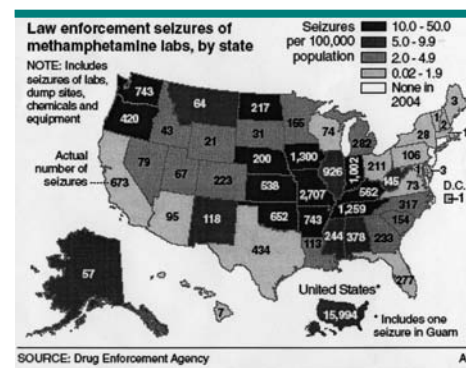 Law enforcement seizures of
methamphetamine labs, by state
NOTE: Includes
seizures of labs,
dump sites,
chemicals and
equipment
Seizures
per 100,000
population
10.0 - 50.0
5.0 - 9.9
2.0 - 4.9
0.02 - 1.9
None in
2004
743
64
217
155
74
282
28
1
2
3
420
43
21
31
106
1,300
926
1,002
211
Actual
number of
seizures
79
67
223
200
673
538
2,707
562
145
73
3
D.C.
1
95
118
652
743
1,259
317
154
434
113
244
378
233
277
57
7
United States*
15,994
* Includes one
seizure in Guam
SOURCE: Drug Enforcement Agency
A